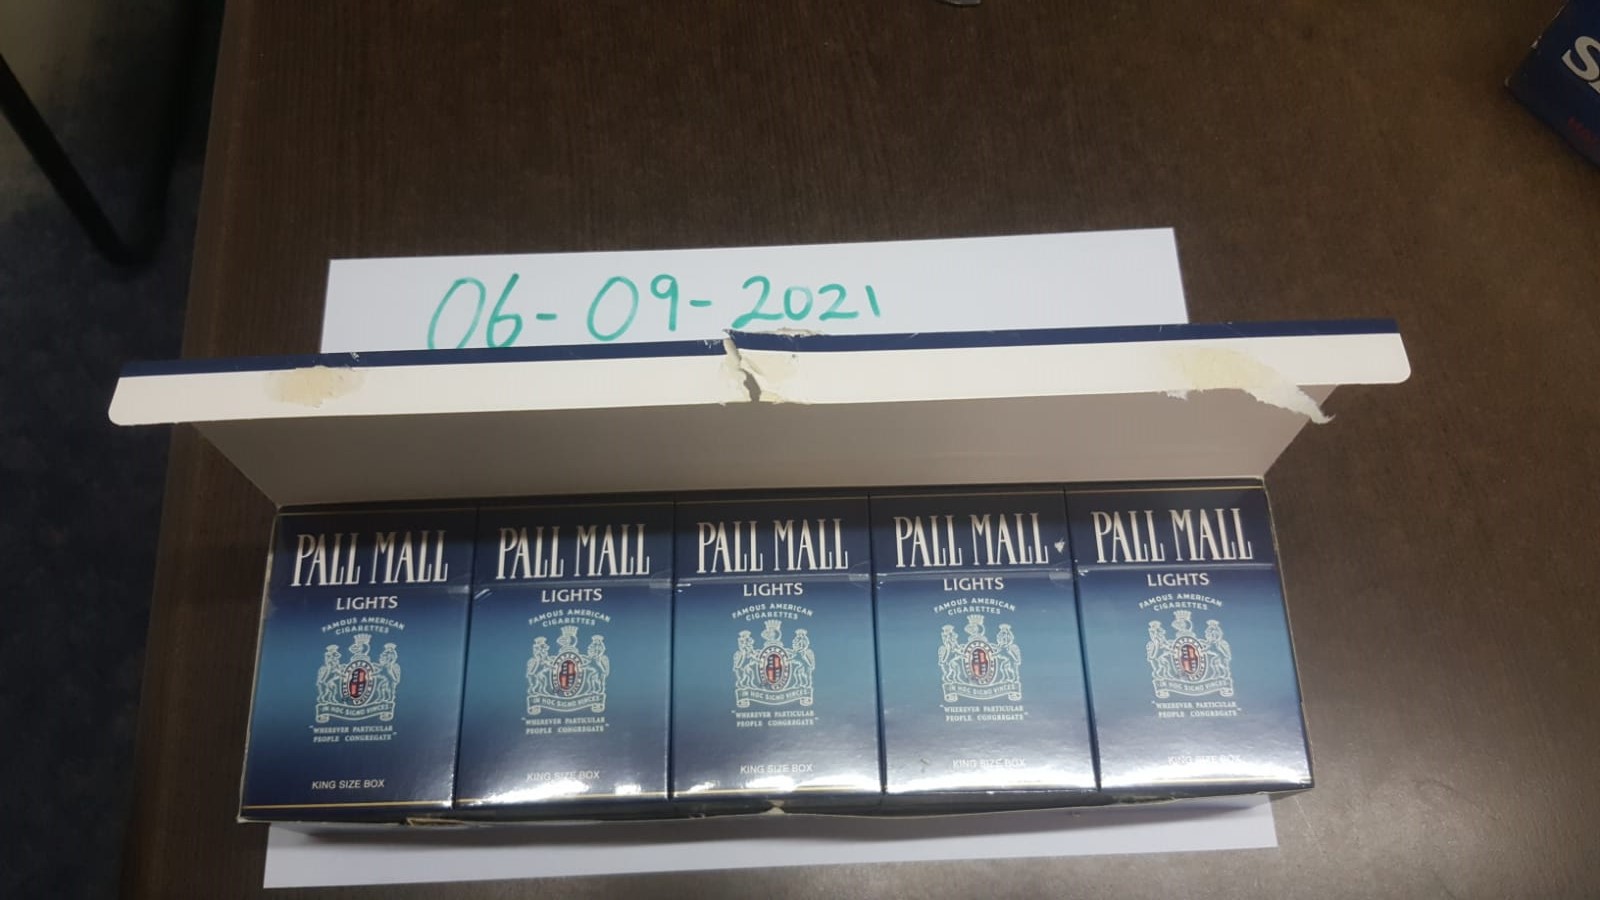 06-09-2021
PALL MALL
LIGHTS
FAMOUS AMERICAN
CIGARETTES
IN HOC SIGNO VINCES
"WHEREVER PARTICULAR
PEOPLE CONGREGATE"
KING SIZE BOX
PALL MALL
LIGHTS
FAMOUS AMERICAN
CIGARETTES
IN HOC SIGNO VINCES
"WHEREVER PARTICULAR
PEOPLE CONGREGATE"
KING SIZE BOX
PALL MALL
LIGHTS
FAMOUS AMERICAN
CIGARETTES
IN HOC SIGNO VINCES
"WHEREVER PARTICULAR
PEOPLE CONGREGATE"
KING SIZE BOX
PALL MALL
LIGHTS
FAMOUS AMERICAN
CIGARETTES
IN HOC SIGNO VINCES
"WHEREVER PARTICULAR
PEOPLE CONGREGATE"
KING SIZE BOX
PALL MALL
LIGHTS
FAMOUS AMERICAN
CIGARETTES
IN HOC SIGNO VINCES
"WHEREVER PARTICULAR
PEOPLE CONGREGATE"
KING SIZE BOX